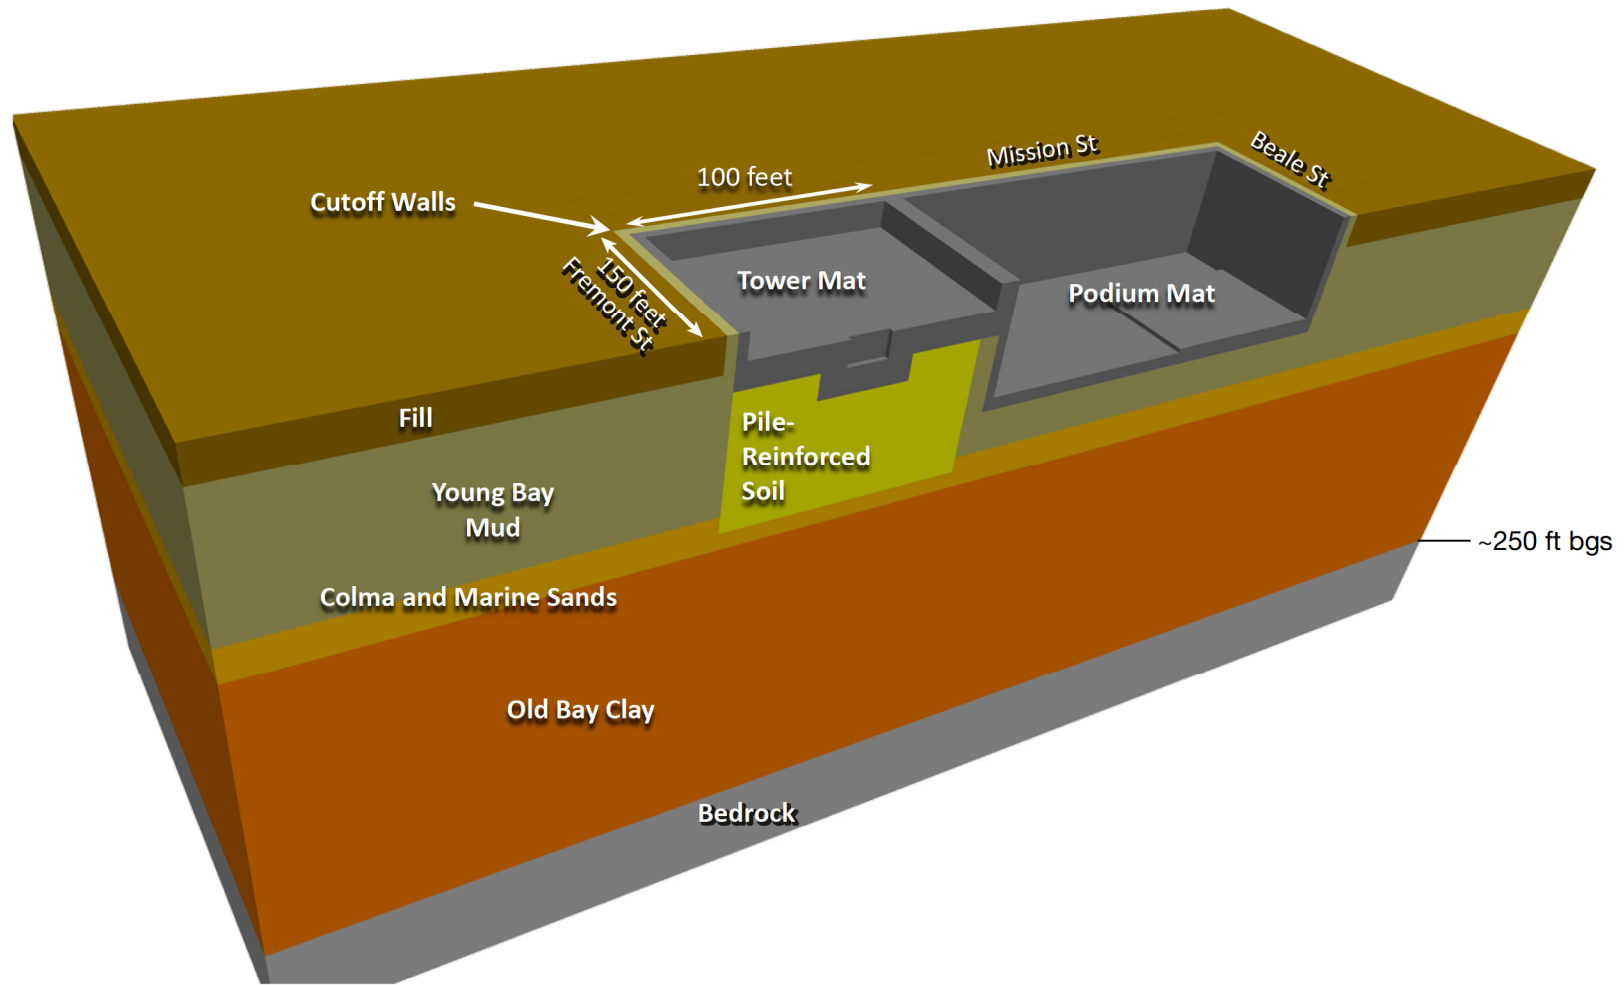 Mission St
Beale St
100 feet
Cutoff Walls
150 feet
Fremont St
Tower Mat
Podium Mat
Fill
Pile-
Reinforced
Soil
Young Bay
Mud
~250 ft bgs
Colma and Marine Sands
Old Bay Clay
Bedrock